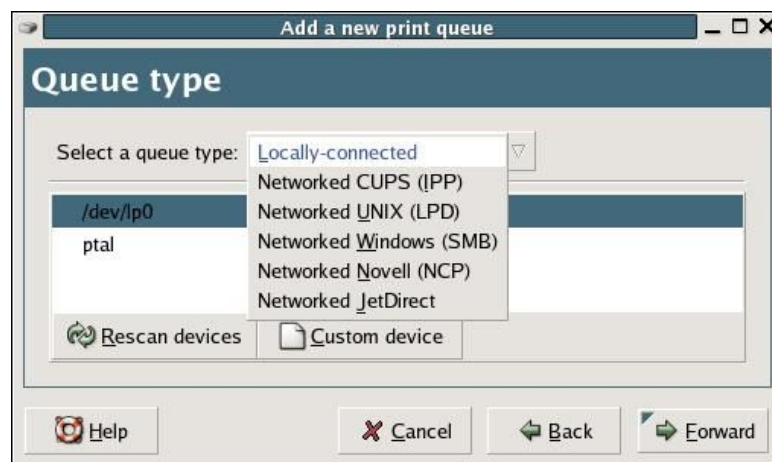 Add a new print queue
Queue type
Select a queue type: Locally-connected
Networked CUPS (IPP)
Networked UNIX (LPD)
Networked Windows (SMB)
Networked Novell (NCP)
Networked JetDirect
/dev/lp0
ptal
Rescan devices Custom device
Help Cancel Back Forward